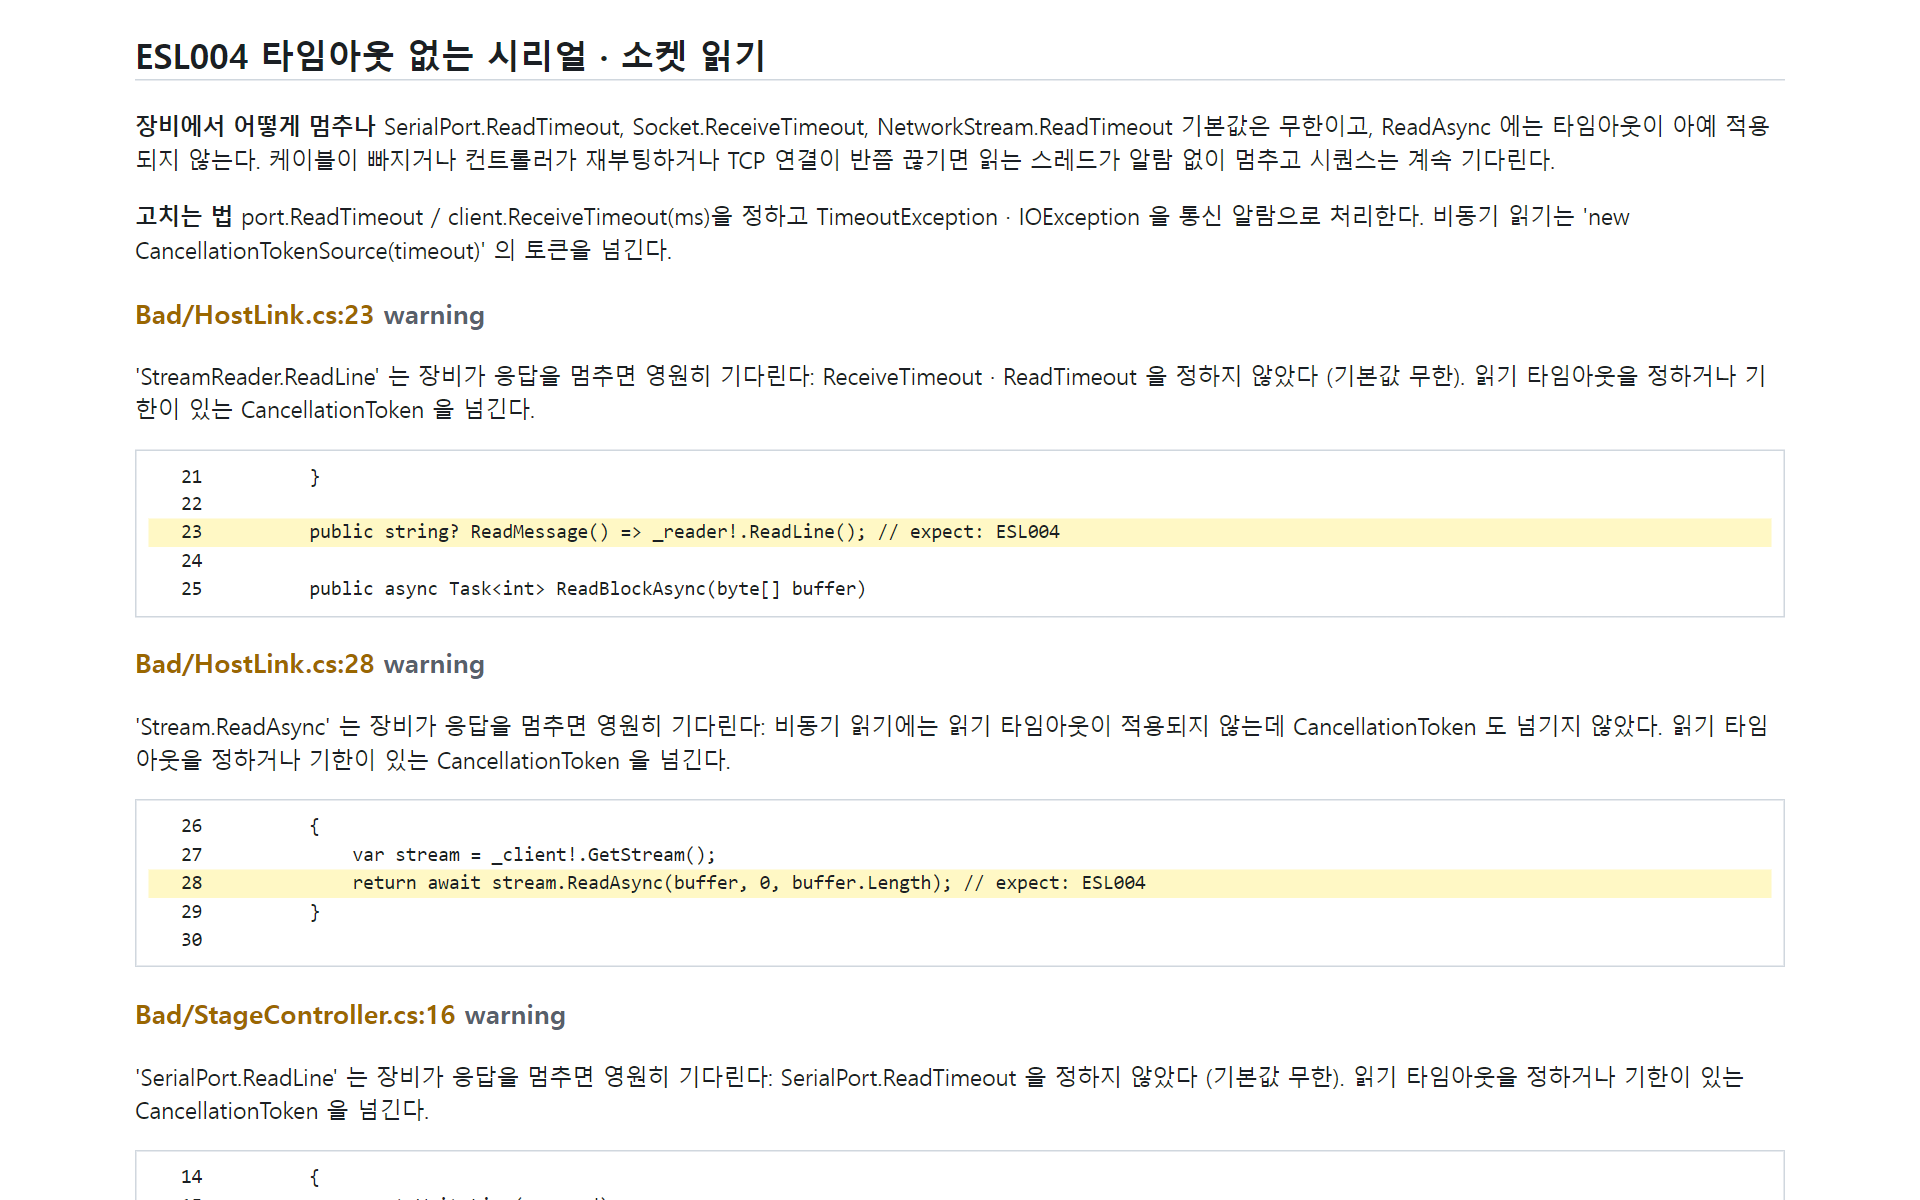 ESL004 타임아웃 없는 시리얼 · 소켓 읽기
장비에서 어떻게 멈추나 SerialPort.ReadTimeout, Socket.ReceiveTimeout, NetworkStream.ReadTimeout 기본값은 무한이고, ReadAsync 에는 타임아웃이 아예 적용
되지 않는다. 케이블이 빠지거나 컨트롤러가 재부팅하거나 TCP 연결이 반쯤 끊기면 읽는 스레드가 알람 없이 멈추고 시퀀스는 계속 기다린다.
고치는 법 port.ReadTimeout / client.ReceiveTimeout(ms)을 정하고 TimeoutException · IOException 을 통신 알람으로 처리한다. 비동기 읽기는 'new
CancellationTokenSource(timeout)' 의 토큰을 넘긴다.
Bad/HostLink.cs:23 warning
'StreamReader.ReadLine' 는 장비가 응답을 멈추면 영원히 기다린다: ReceiveTimeout · ReadTimeout 을 정하지 않았다 (기본값 무한). 읽기 타임아웃을 정하거나 기
한이 있는 CancellationToken 을 넘긴다.
21 }
22
23 public string? ReadMessage() => _reader!.ReadLine(); // expect: ESL004
24
25 public async Task<int> ReadBlockAsync(byte[] buffer)
Bad/HostLink.cs:28 warning
'Stream.ReadAsync' 는 장비가 응답을 멈추면 영원히 기다린다: 비동기 읽기에는 읽기 타임아웃이 적용되지 않는데 CancellationToken 도 넘기지 않았다. 읽기 타임
아웃을 정하거나 기한이 있는 CancellationToken 을 넘긴다.
26 {
27 var stream = _client!.GetStream();
28 return await stream.ReadAsync(buffer, 0, buffer.Length); // expect: ESL004
29 }
30
Bad/StageController.cs:16 warning
'SerialPort.ReadLine' 는 장비가 응답을 멈추면 영원히 기다린다: SerialPort.ReadTimeout 을 정하지 않았다 (기본값 무한). 읽기 타임아웃을 정하거나 기한이 있는
CancellationToken 을 넘긴다.
14 {